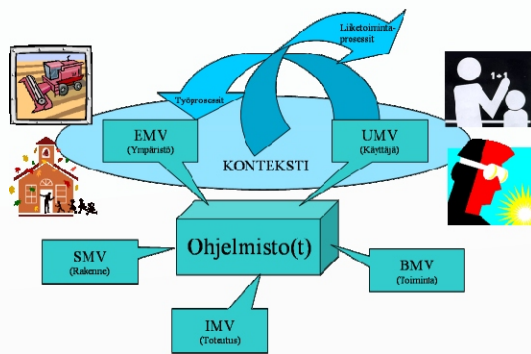 Liiketoiminta-
prosessit
1+1
Työprosessit
EMV
(Ympäristö)
UMV
(Käyttäjä)
KONTEKSTI
Ohjelmisto(t)
SMV
(Rakenne)
BMV
(Toiminta)
IMV
(Toteutus)